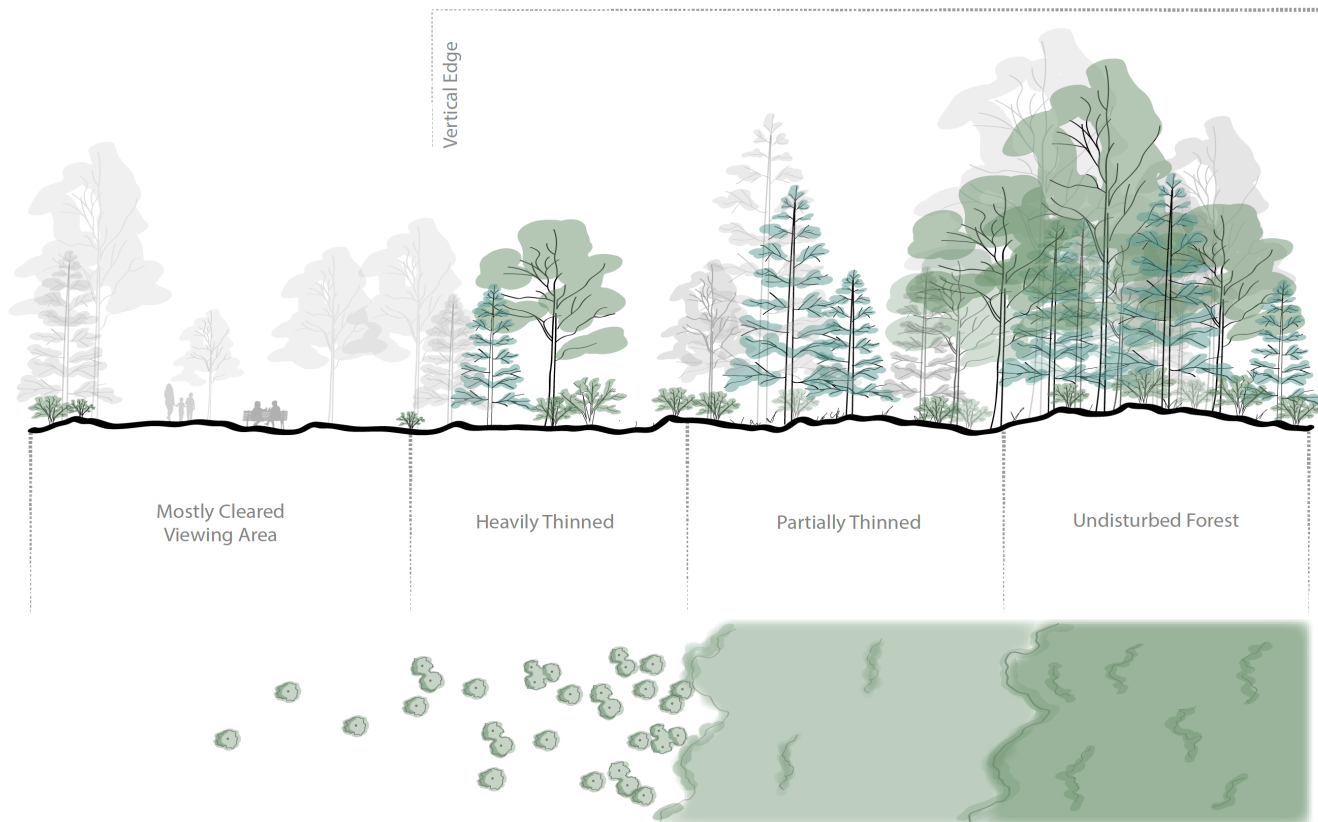 Vertical Edge
Mostly Cleared
Viewing Area
Heavily Thinned
Partially Thinned
Undisturbed Forest